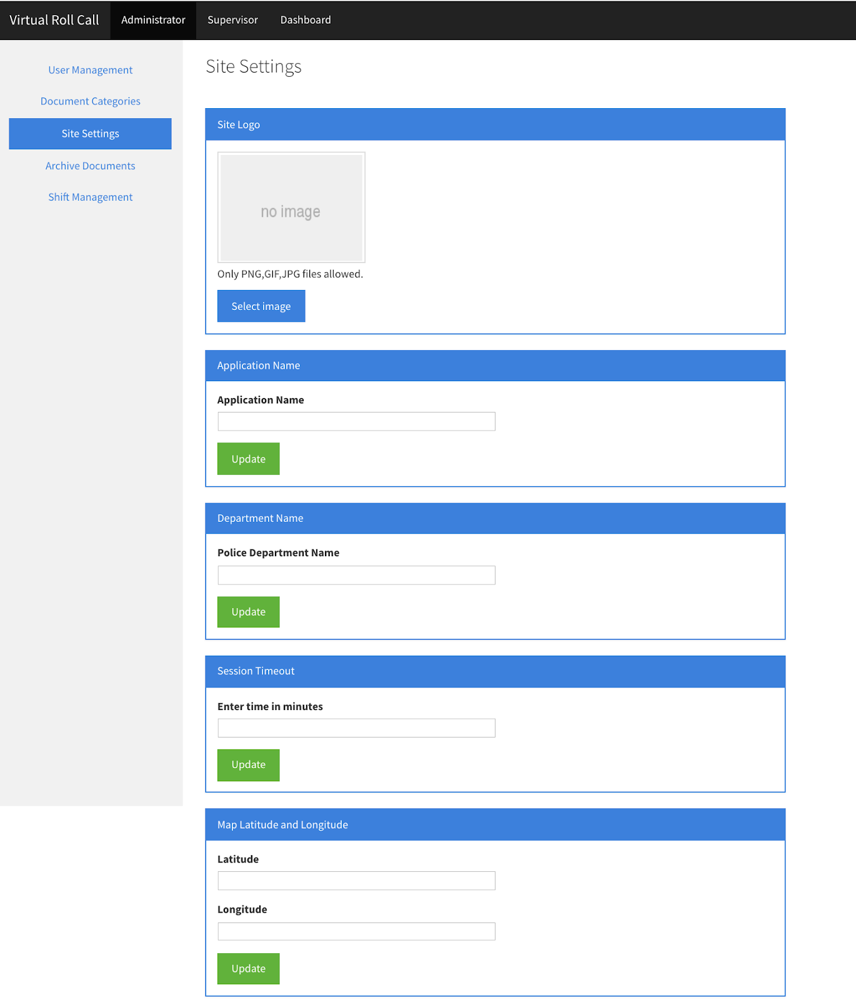 Virtual Roll Call Administrator Supervisor Dashboard
User Management
Document Categories
Site Settings
Archive Documents
Shift Management
Site Settings
Site Logo
no image
Only PNG,GIF,JPG files allowed.
Select image
Application Name
Application Name
Update
Department Name
Police Department Name
Update
Session Timeout
Enter time in minutes
Update
Map Latitude and Longitude
Latitude
Longitude
Update